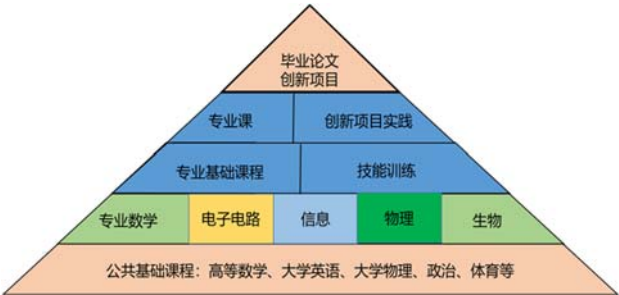 毕业论文
创新项目
专业课
创新项目实践
专业基础课程
技能训练
专业数学
电子电路
信息
物理
生物
公共基础课程：高等数学、大学英语、大学物理、政治、体育等